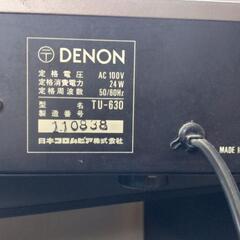 〒 DENON
定格電圧 AC 100V
定格消費電力 24W
定格周波数 50/60Hz
型名 TU-630
製造番号
110838
日本コロムビア株式会社
MADE I